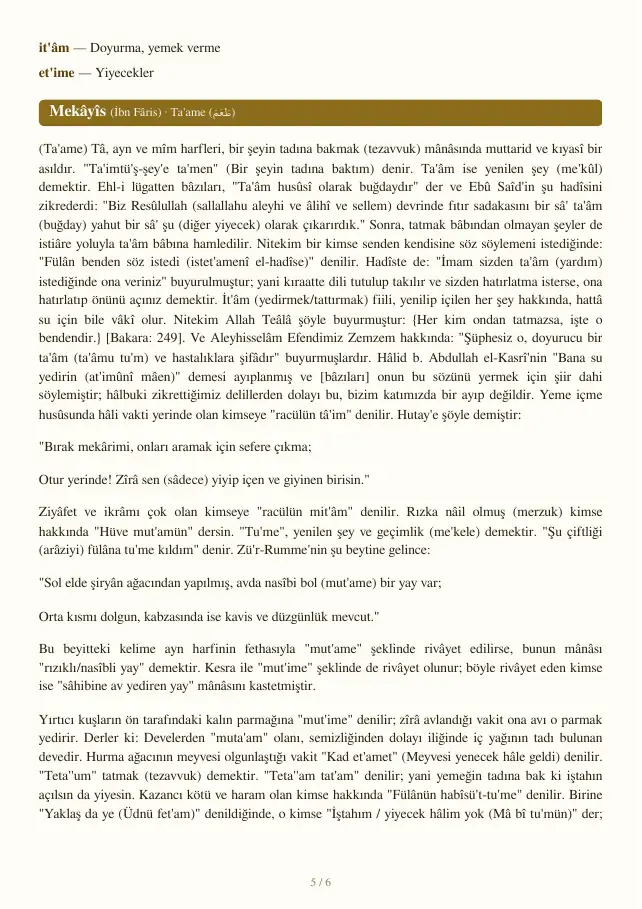 it'âm — Doyurma, yemek verme
et'ime — Yiyecekler
Mekâyîs (İbn Fâris) · Ta'ame (طَعَمَ)
(Ta'ame) Tâ, ayn ve mîm harfleri, bir şeyin tadına bakmak (tezavvuk) mânâsında muttarid ve kıyasî bir
asıldır. "Ta'imtü'ş-şey'e ta'men" (Bir şeyin tadına baktım) denir. Ta'âm ise yenilen şey (me'kûl)
demektir. Ehl-i lügatten bâzıları, "Ta'âm husûsî olarak buğdaydır" der ve Ebû Saîd'in şu hadîsini
zikrederdi: "Biz Resûlullah (sallallahu aleyhi ve âlihî ve sellem) devrinde fıtır sadakasını bir sâ' ta'âm
(buğday) yahut bir sâ' şu (diğer yiyecek) olarak çıkarırdık." Sonra, tatmak bâbından olmayan şeyler de
istiâre yoluyla ta'âm bâbına hamledilir. Nitekim bir kimse senden kendisine söz söylemeni istediğinde:
"Fülân benden söz istedi (istet'amenî el-hadîse)" denilir. Hadîste de: "İmam sizden ta'âm (yardım)
istediğinde ona veriniz" buyurulmuştur; yani kıraatte dili tutulup takılır ve sizden hatırlatma isterse, ona
hatırlatıp önünü açınız demektir. İt'âm (yedirmek/tattırmak) fiili, yenilip içilen her şey hakkında, hattâ
su için bile vâkî olur. Nitekim Allah Teâlâ şöyle buyurmuştur: {Her kim ondan tatmazsa, işte o
bendendir.} [Bakara: 249]. Ve Aleyhisselâm Efendimiz Zemzem hakkında: "Şüphesiz o, doyurucu bir
ta'âm (ta'âmu tu'm) ve hastalıklara şifâdır" buyurmuşlardır. Hâlid b. Abdullah el-Kasrî'nin "Bana su
yedirin (at'imûnî mâen)" demesi ayıplanmış ve [bâzıları] onun bu sözünü yermek için şiir dahi
söylemiştir; hâlbuki zikrettiğimiz delillerden dolayı bu, bizim katımızda bir ayıp değildir. Yeme içme
husûsunda hâli vakti yerinde olan kimseye "racülün tâ'im" denilir. Hutay'e şöyle demiştir:
"Bırak mekârimi, onları aramak için sefere çıkma;
Otur yerinde! Zîrâ sen (sâdece) yiyip içen ve giyinen birisin."
Ziyâfet ve ikrâmı çok olan kimseye "racülün mit'âm" denilir. Rızka nâil olmuş (merzuk) kimse
hakkında "Hüve mut'amün" dersin. "Tu'me", yenilen şey ve geçimlik (me'kele) demektir. "Şu çiftliği
(arâziyi) fülâna tu'me kıldım" denir. Zü'r-Rumme'nin şu beytine gelince:
"Sol elde şiryân ağacından yapılmış, avda nasîbi bol (mut'ame) bir yay var;
Orta kısmı dolgun, kabzasında ise kavis ve düzgünlük mevcut."
Bu beyitteki kelime ayn harfinin fethasıyla "mut'ame" şeklinde rivâyet edilirse, bunun mânâsı
"rızıklı/nasîbli yay" demektir. Kesra ile "mut'ime" şeklinde de rivâyet olunur; böyle rivâyet eden kimse
ise "sâhibine av yediren yay" mânâsını kastetmiştir.
Yırtıcı kuşların ön tarafındaki kalın parmağına "mut'ime" denilir; zîrâ avlandığı vakit ona avı o parmak
yedirir. Derler ki: Develerden "muta'am" olanı, semizliğinden dolayı iliğinde iç yağının tadı bulunan
devedir. Hurma ağacının meyvesi olgunlaştığı vakit "Kad et'amet" (Meyvesi yenecek hâle geldi) denilir.
"Teta''um" tatmak (tezavvuk) demektir. "Teta''am tat'am" denilir; yani yemeğin tadına bak ki iştahın
açılsın da yiyesin. Kazancı kötü ve haram olan kimse hakkında "Fülânün habîsü't-tu'me" denilir. Birine
"Yaklaş da ye (Üdnü fet'am)" denildiğinde, o kimse "İştahım / yiyecek hâlim yok (Mâ bî tu'mün)" der;
5 / 6